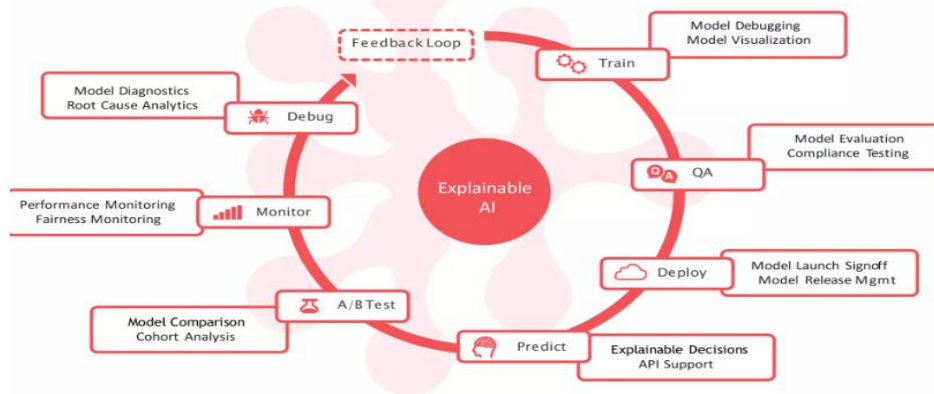 Feedback Loop
Train
Model Debugging
Model Visualization
QA
Model Evaluation
Compliance Testing
Deploy
Model Launch Signoff
Model Release Mgmt
Predict
Explainable Decisions
API Support
A/B Test
Model Comparison
Cohort Analysis
Monitor
Performance Monitoring
Fairness Monitoring
Debug
Model Diagnostics
Root Cause Analytics
Explainable
AI
Q
A